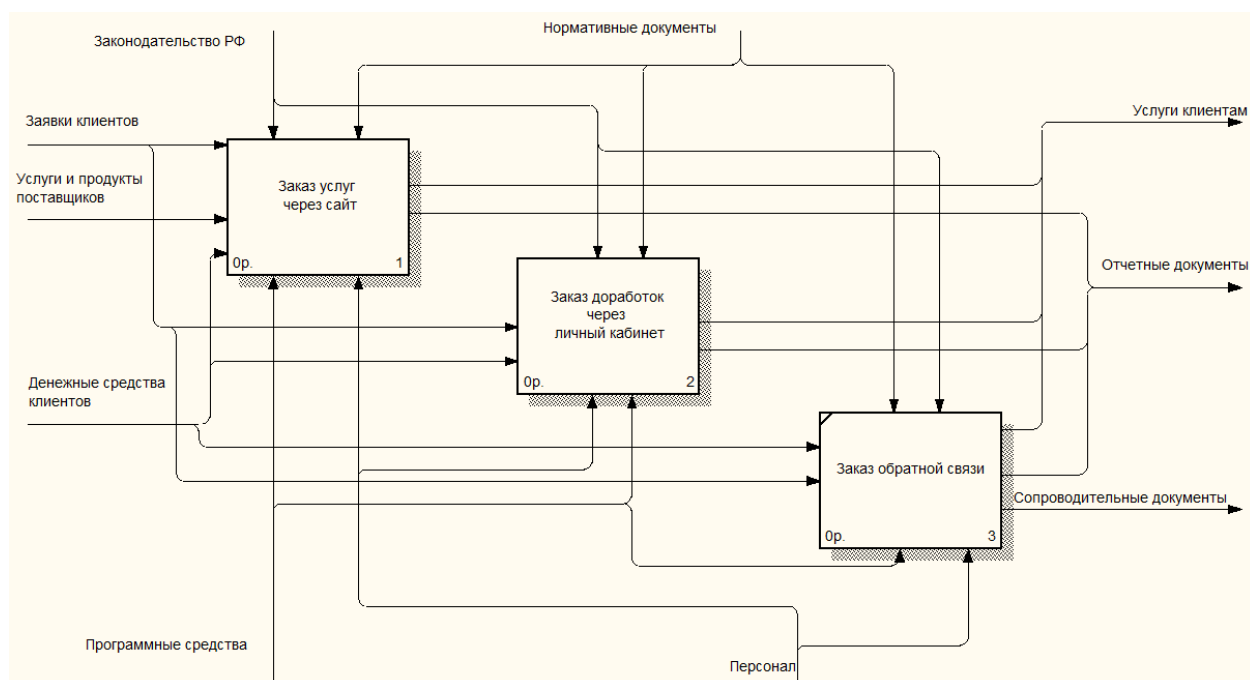 Нормативные документы
Законодательство РФ
Услуги клиентам
Заявки клиентов
Услуги и продукты
поставщиков
Заказ услуг
через сайт
0р.
1
Отчетные документы
Заказ доработок
через
личный кабинет
0р.
2
Денежные средства
клиентов
Заказ обратной связи
0р.
3
Сопроводительные документы
Программные средства
Персонал